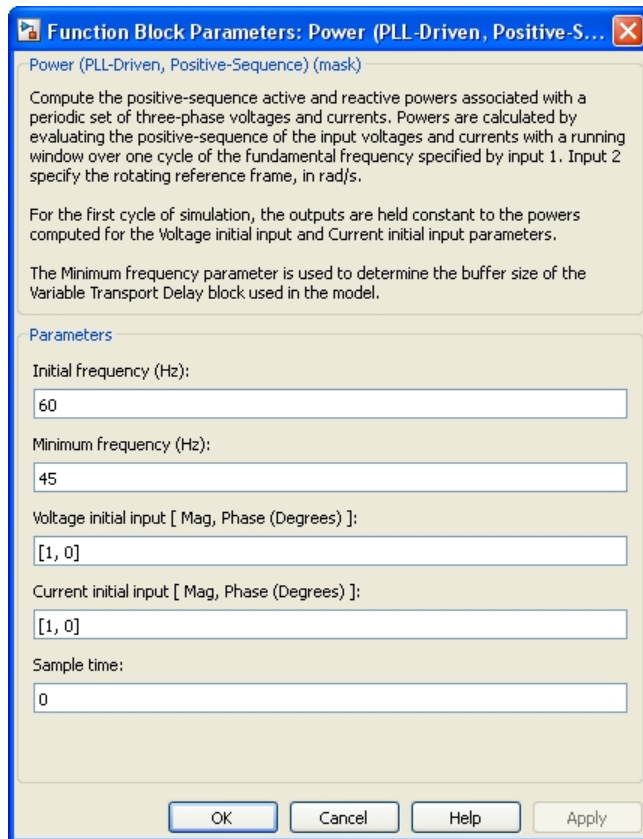 Function Block Parameters: Power (PLL-Driven, Positive-S...
Power (PLL-Driven, Positive-Sequence) (mask)
Compute the positive-sequence active and reactive powers associated with a
periodic set of three-phase voltages and currents. Powers are calculated by
evaluating the positive-sequence of the input voltages and currents with a running
window over one cycle of the fundamental frequency specified by input 1. Input 2
specify the rotating reference frame, in rad/s.
For the first cycle of simulation, the outputs are held constant to the powers
computed for the Voltage initial input and Current initial input parameters.
The Minimum frequency parameter is used to determine the buffer size of the
Variable Transport Delay block used in the model.
Parameters
Initial frequency (Hz):
60
Minimum frequency (Hz):
45
Voltage initial input [ Mag, Phase (Degrees) ]:
[1, 0]
Current initial input [ Mag, Phase (Degrees) ]:
[1, 0]
Sample time:
0
OK Cancel Help Apply